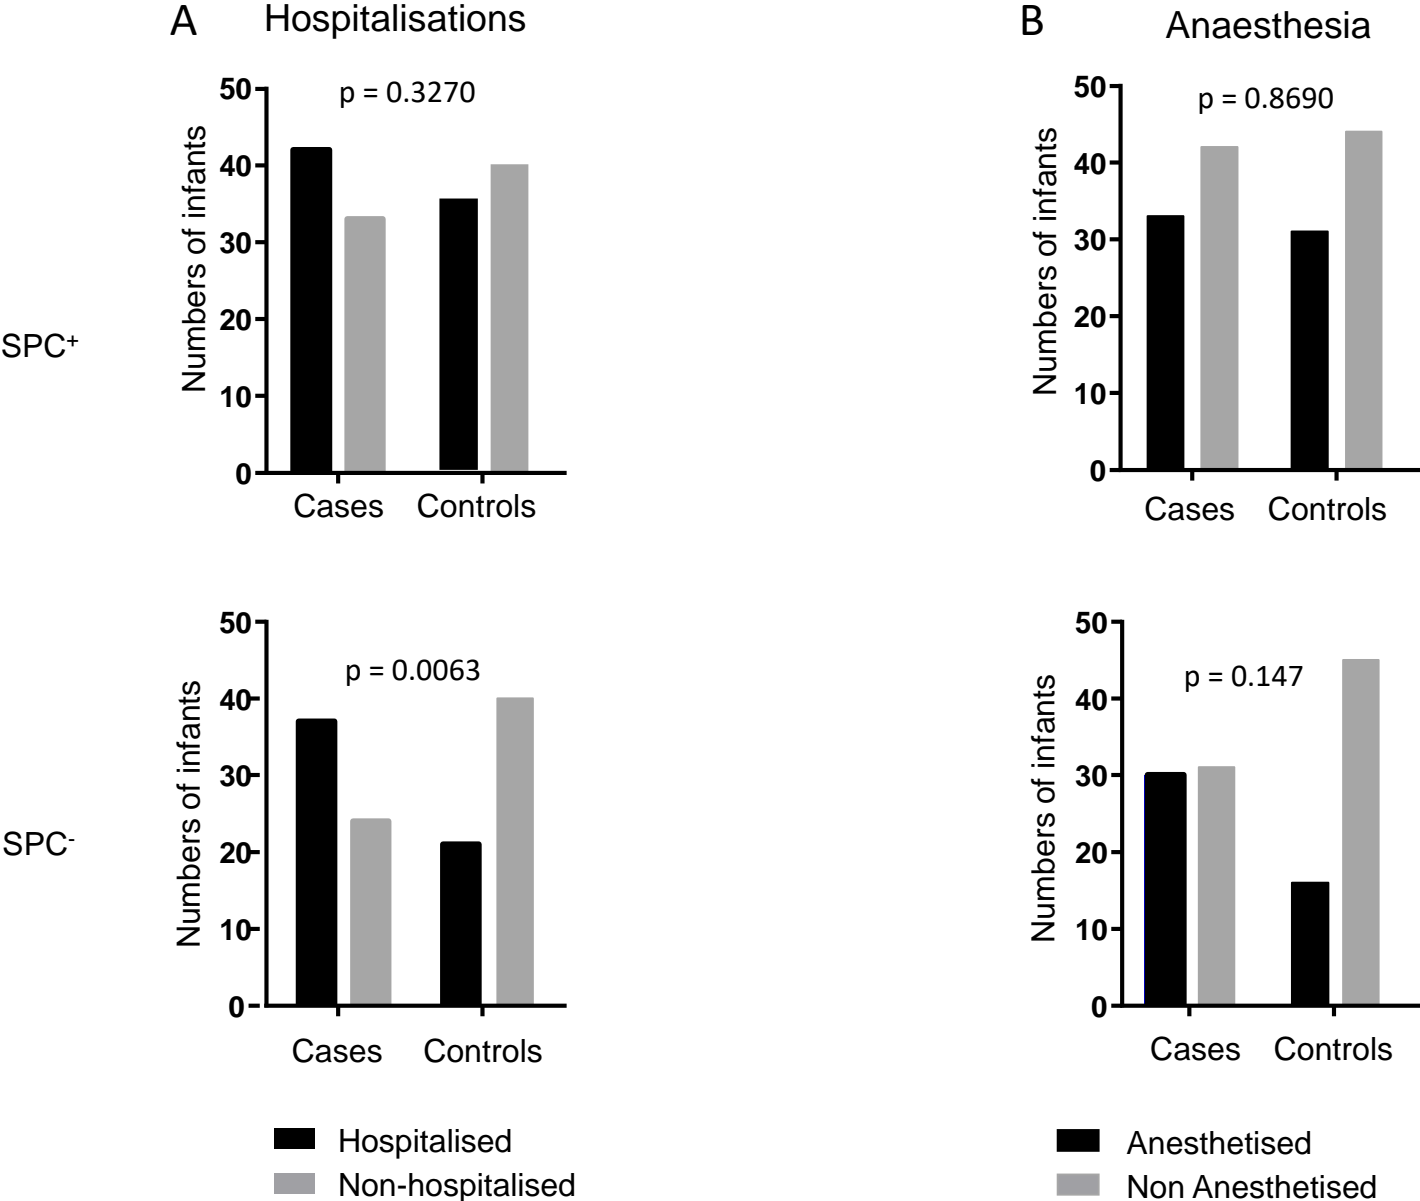 A Hospitalisations
B Anaesthesia
SPC+
50
40
30
20
10
0
Numbers of infants
p = 0.3270
Cases Controls
50
40
30
20
10
0
Numbers of infants
p = 0.8690
Cases Controls
SPC-
50
40
30
20
10
0
Numbers of infants
p = 0.0063
Cases Controls
50
40
30
20
10
0
Numbers of infants
p = 0.147
Cases Controls
Hospitalised
Non-hospitalised
Anesthetised
Non Anesthetised